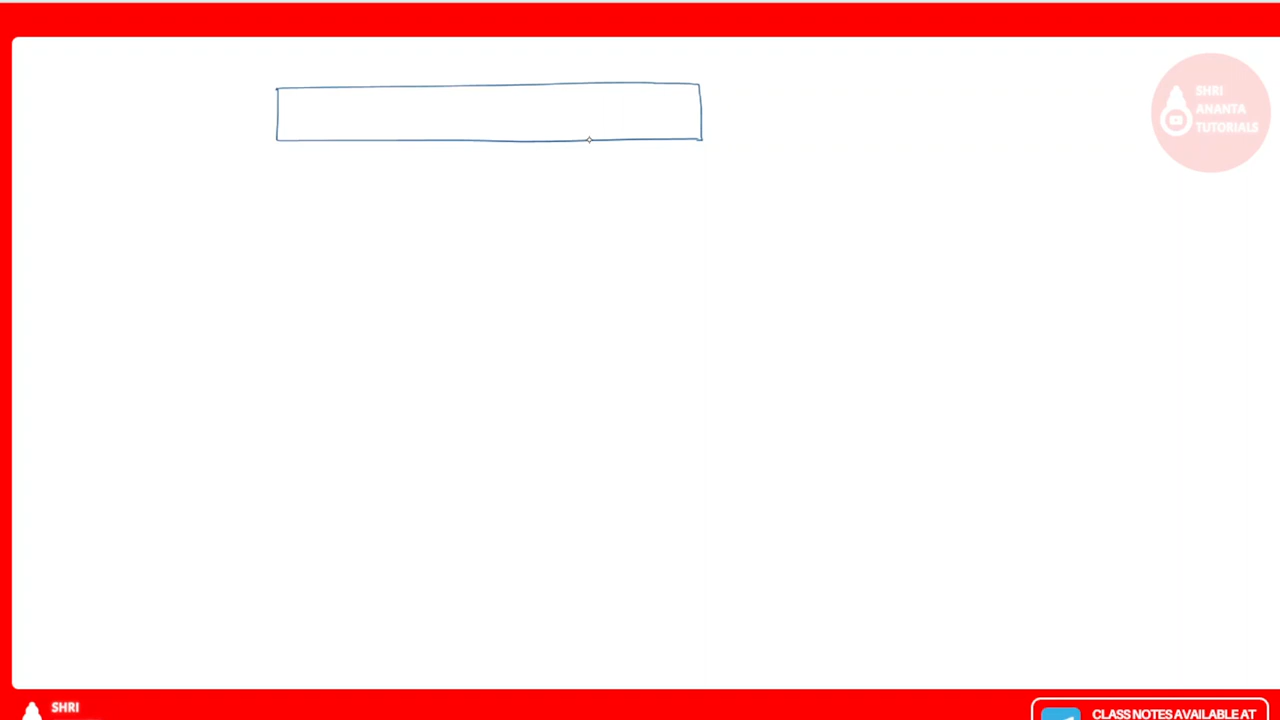 SHRI
ANANTA
TUTORIALS
SHRI
CLASS NOTES AVAILABLE AT